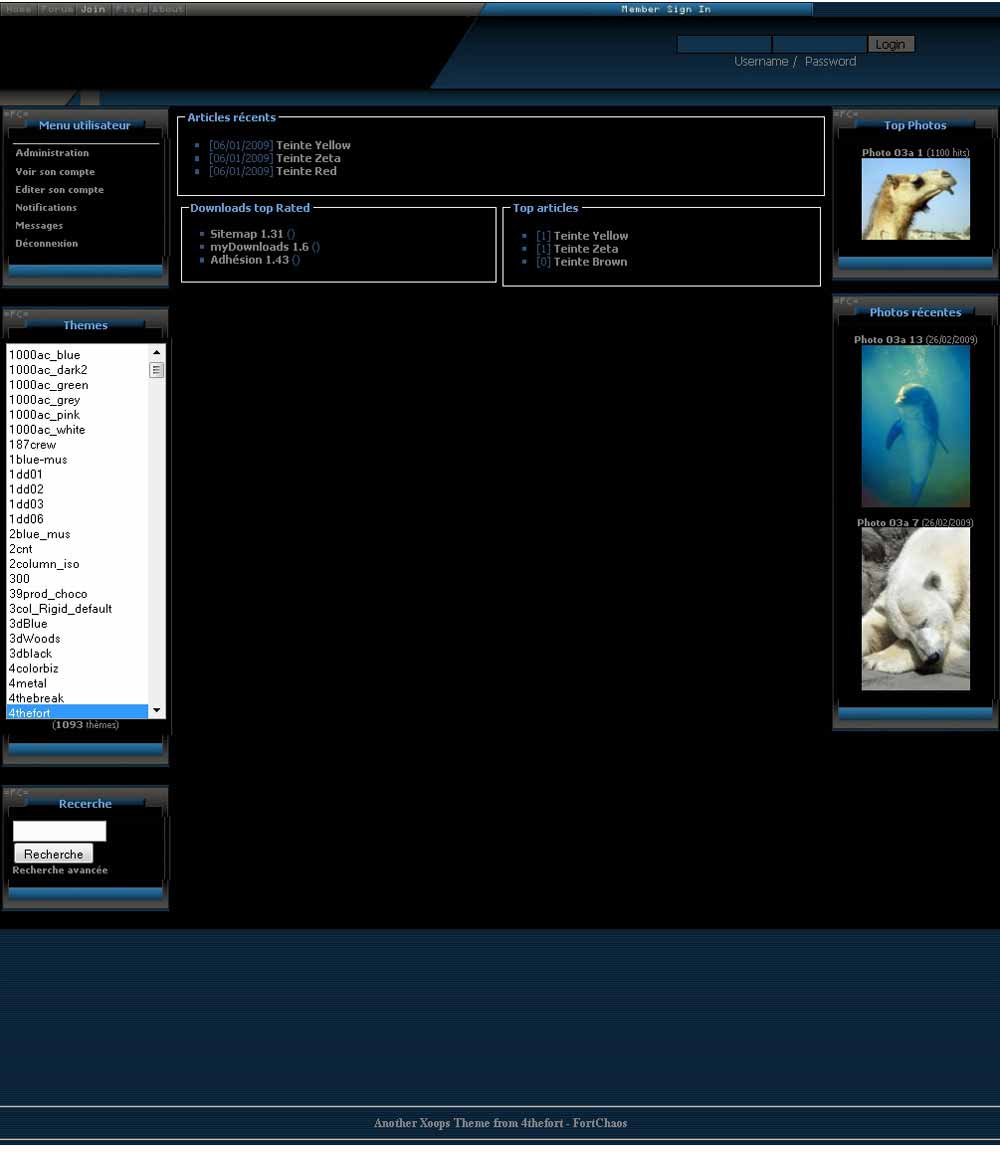 Home Forum Join Files About
Member Sign In
Login
Username / Password
=FC=
Menu utilisateur
Administration
Voir son compte
Editer son compte
Notifications
Messages
Déconnexion
Articles récents
[06/01/2009] Teinte Yellow
[06/01/2009] Teinte Zeta
[06/01/2009] Teinte Red
Downloads top Rated
Sitemap 1.31 ()
myDownloads 1.6 ()
Adhésion 1.43 ()
Top articles
[1] Teinte Yellow
[1] Teinte Zeta
[0] Teinte Brown
=FC=
Top Photos
Photo 03a 1 (1100 hits)
=FC=
Photos récentes
Photo 03a 13 (26/02/2009)
Photo 03a 7 (26/02/2009)
=FC=
Themes
1000ac_blue
1000ac_dark2
1000ac_green
1000ac_grey
1000ac_pink
1000ac_white
187crew
1blue-mus
1dd01
1dd02
1dd03
1dd06
2blue_mus
2cnt
2column_iso
300
39prod_choco
3col_Rigid_default
3dBlue
3dWoods
3dblack
4colorbiz
4metal
4thebreak
4thefort
(1093 thèmes)
=FC=
Recerche
Recherche
Recherche avancée
Another Xoops Theme from 4thefort - FortChaos